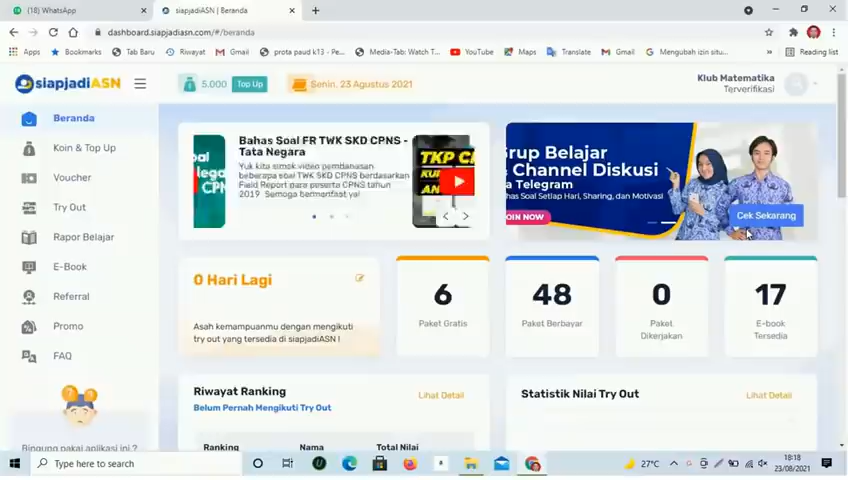 (18) WhatsApp
siapjadiASN | Beranda
dashboard.siapjadiasn.com/#/beranda
Apps
Bookmarks
Tab Baru
Riwayat
Gmail
prota paud k13 - Pe...
Media-Tab: Watch T...
YouTube
Maps
Translate
Gmail
Mengubah izin situ...
Reading list
siapjadiASN
5.000
Top Up
Senin, 23 Agustus 2021
Klub Matematika
Terverifikasi
Beranda
Koin & Top Up
Voucher
Try Out
Rapor Belajar
E-Book
Referral
Promo
FAQ
Bingung pakai aplikasi ini ?
Bahas Soal FR TWK SKD CPNS -
Tata Negara
Yuk kita simak video pembahasan
beberapa soal TWK SKD CPNS berdasarkan
Field Report para peserta CPNS tahun
2019. Semoga bermanfaat ya
TKP C
Grup Belajar
& Channel Diskusi
ia Telegram
Bahas Soal Setiap Hari, Sharing, dan Motivasi
JOIN NOW
Cek Sekarang
0 Hari Lagi
Asah kemampuanmu dengan mengikuti
try out yang tersedia di siapjadiASN !
6
Paket Gratis
48
Paket Berbayar
0
Paket
Dikerjakan
17
E-book
Tersedia
Riwayat Ranking
Lihat Detail
Belum Pernah Mengikuti Try Out
Ranking
Nama
Total Nilai
Statistik Nilai Try Out
Lihat Detail
Type here to search
27°C
18:18
23/08/2021